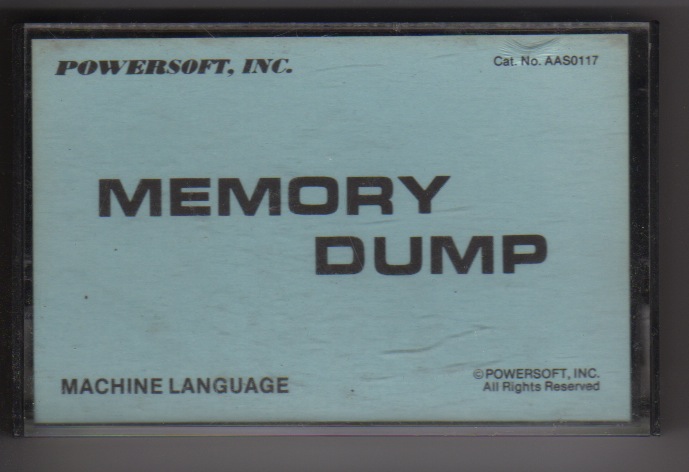 POWERSOFT, INC.
Cat. No. AAS0117
MEMORY
DUMP
MACHINE LANGUAGE
©POWERSOFT, INC.
All Rights Reserved